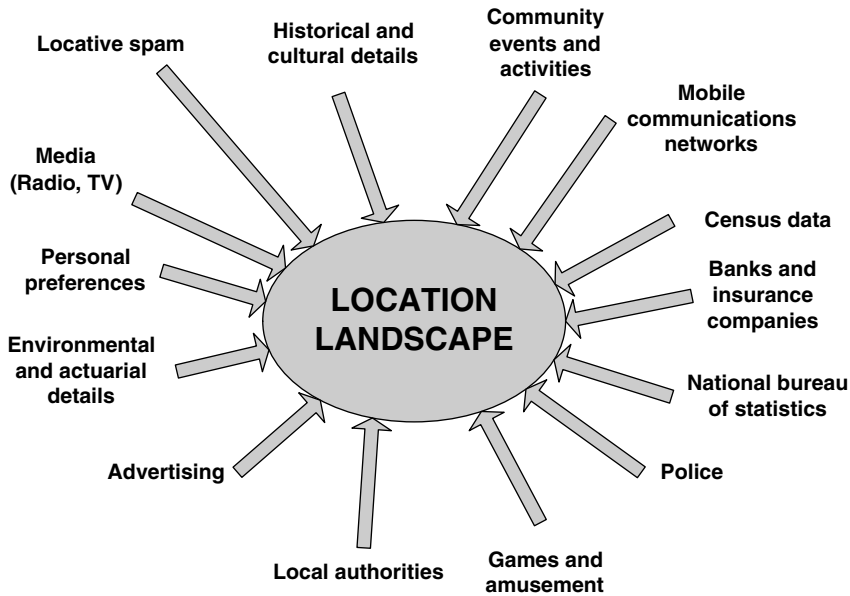 Locative spam
Historical and
cultural details
Community
events and
activities
Mobile
communications
networks
Media
(Radio, TV)
Census data
Personal
preferences
Banks and
insurance
companies
LOCATION
LANDSCAPE
Environmental
and actuarial
details
National bureau
of statistics
Advertising
Police
Local authorities
Games and
amusement